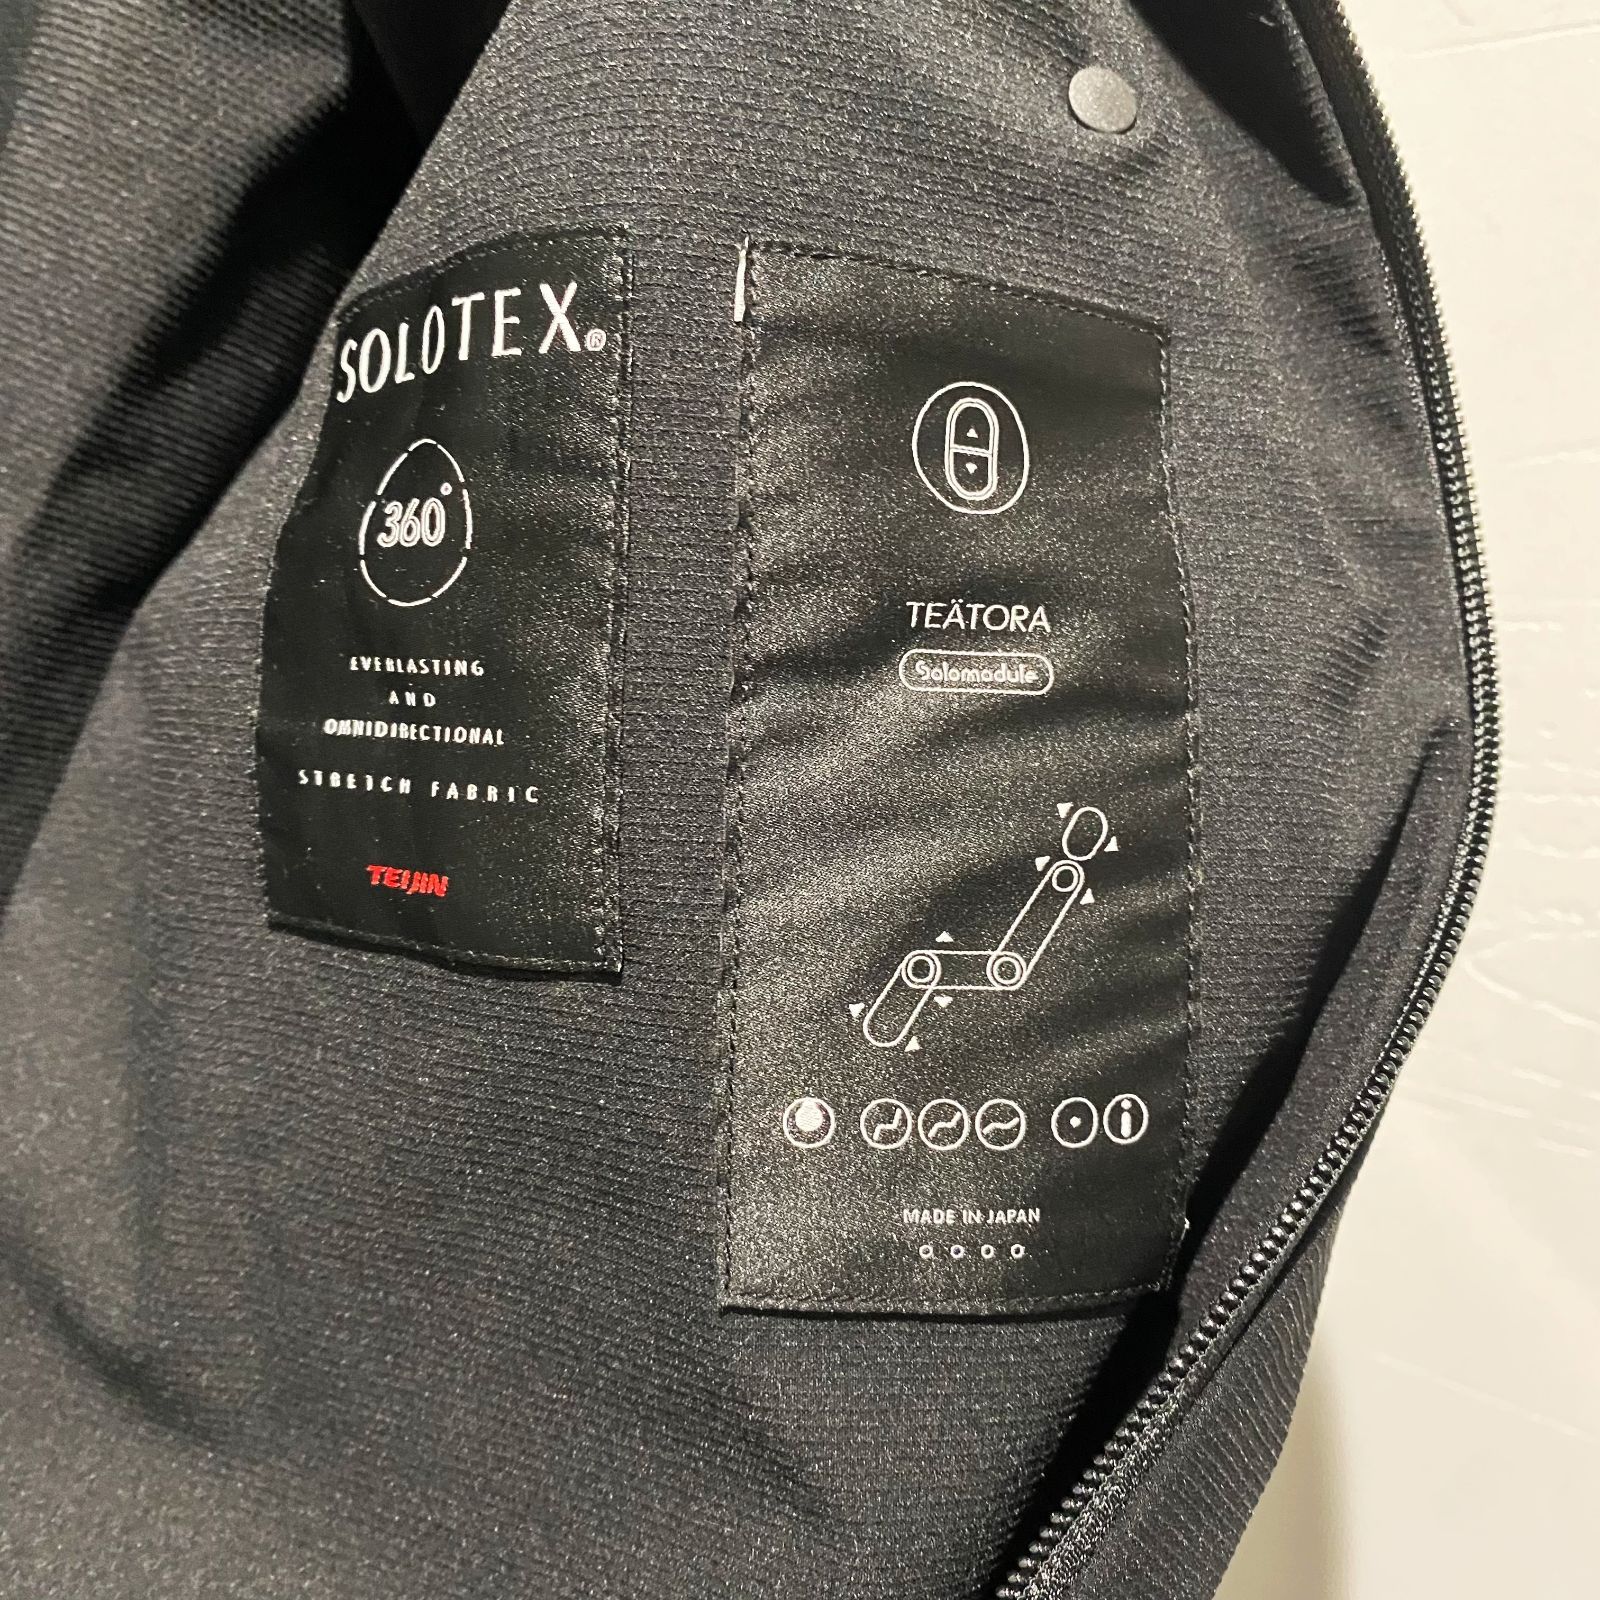 SOLOTEX®
360°
EVERLASTING
AND
OMNIDIRECTIONAL
STRETCH FABRIC
TEIJIN
TEÄTORA
Solomodule
MADE IN JAPAN